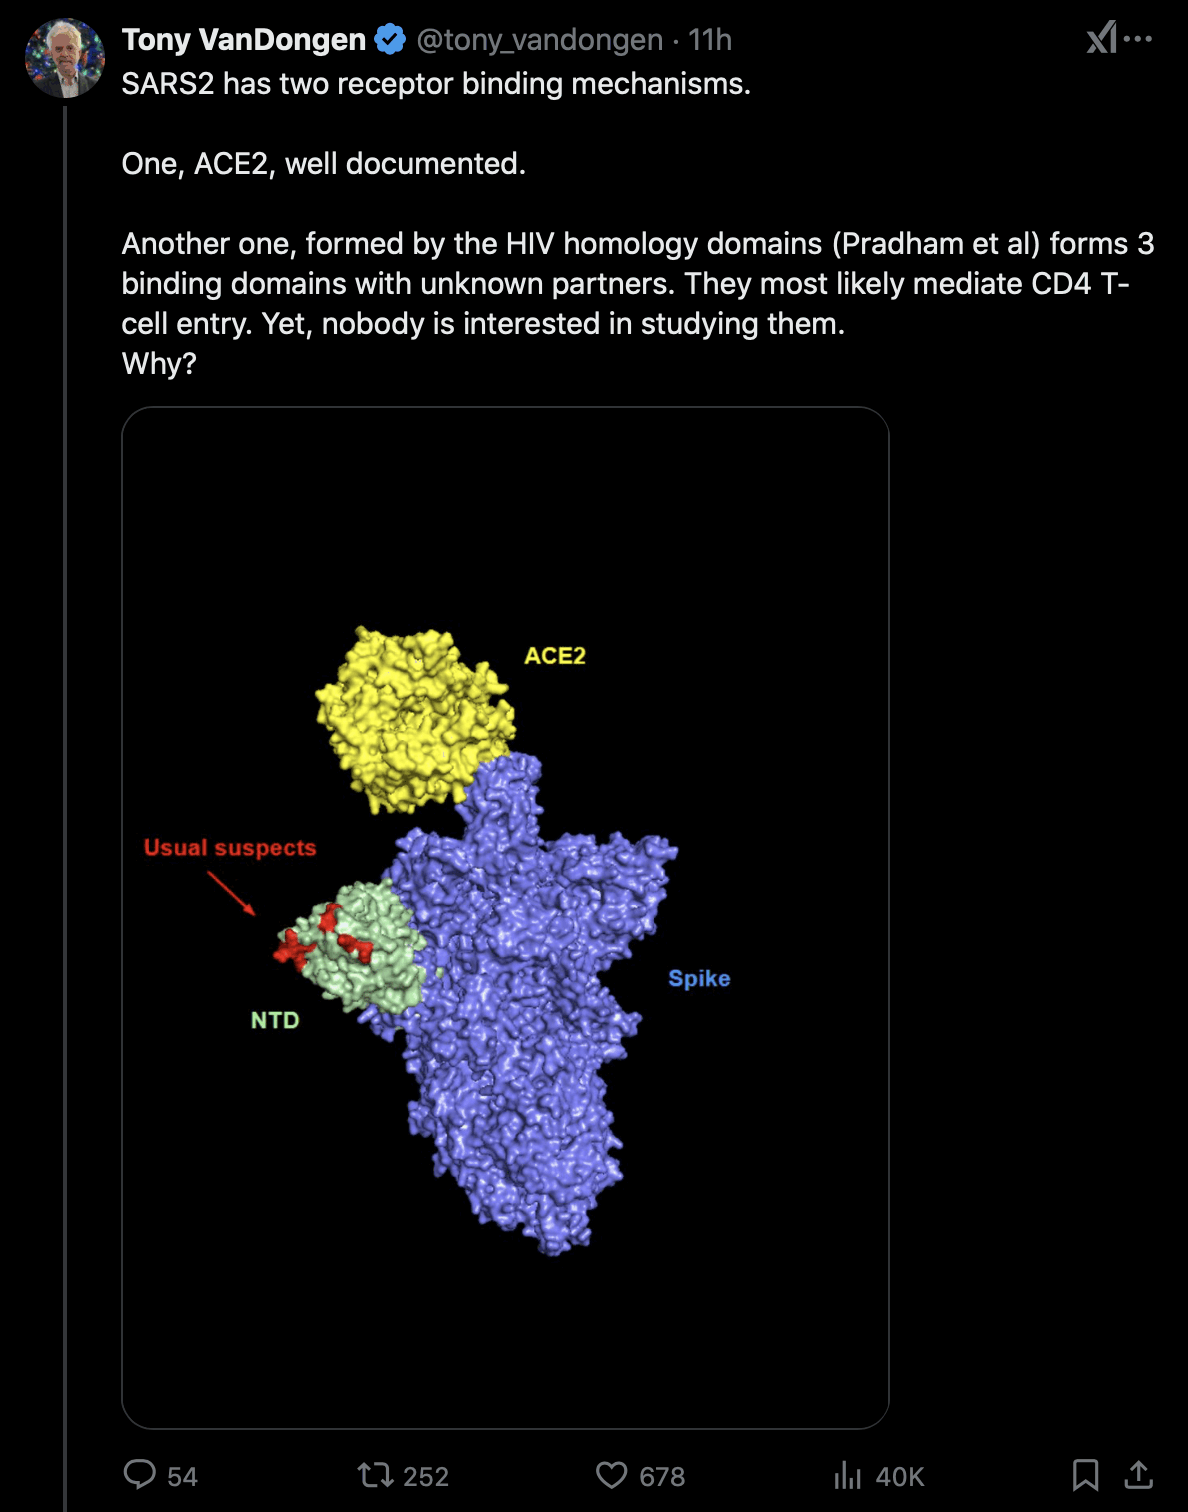 Tony VanDongen @tony_vandongen · 11h
SARS2 has two receptor binding mechanisms.
One, ACE2, well documented.
Another one, formed by the HIV homology domains (Pradham et al) forms 3
binding domains with unknown partners. They most likely mediate CD4 T-
cell entry. Yet, nobody is interested in studying them.
Why?
ACE2
Usual suspects
Spike
NTD
54 252 678 40K